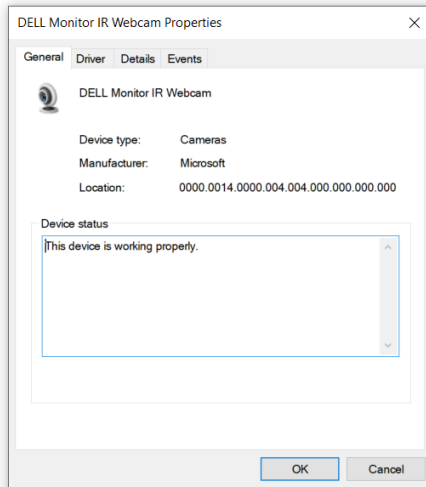 DELL Monitor IR Webcam Properties
General Driver Details Events
DELL Monitor IR Webcam
Device type: Cameras
Manufacturer: Microsoft
Location: 0000.0014.0000.004.004.000.000.000.000
Device status
This device is working properly.
OK Cancel